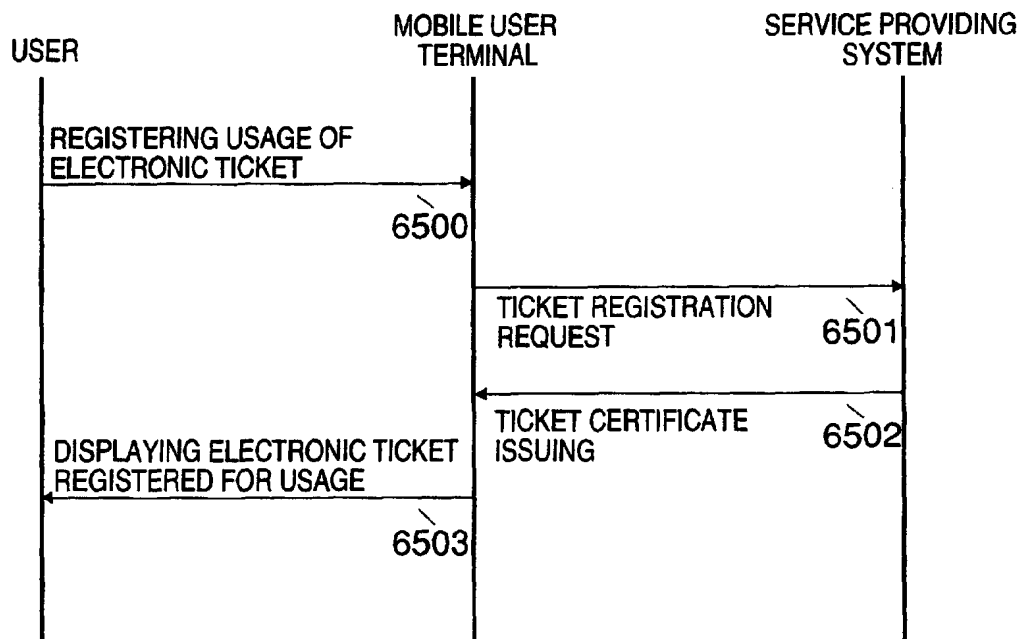 USER
MOBILE USER
TERMINAL
SERVICE PROVIDING
SYSTEM
REGISTERING USAGE OF
ELECTRONIC TICKET
6500
TICKET REGISTRATION
REQUEST
6501
TICKET CERTIFICATE
ISSUING
6502
DISPLAYING ELECTRONIC TICKET
REGISTERED FOR USAGE
6503